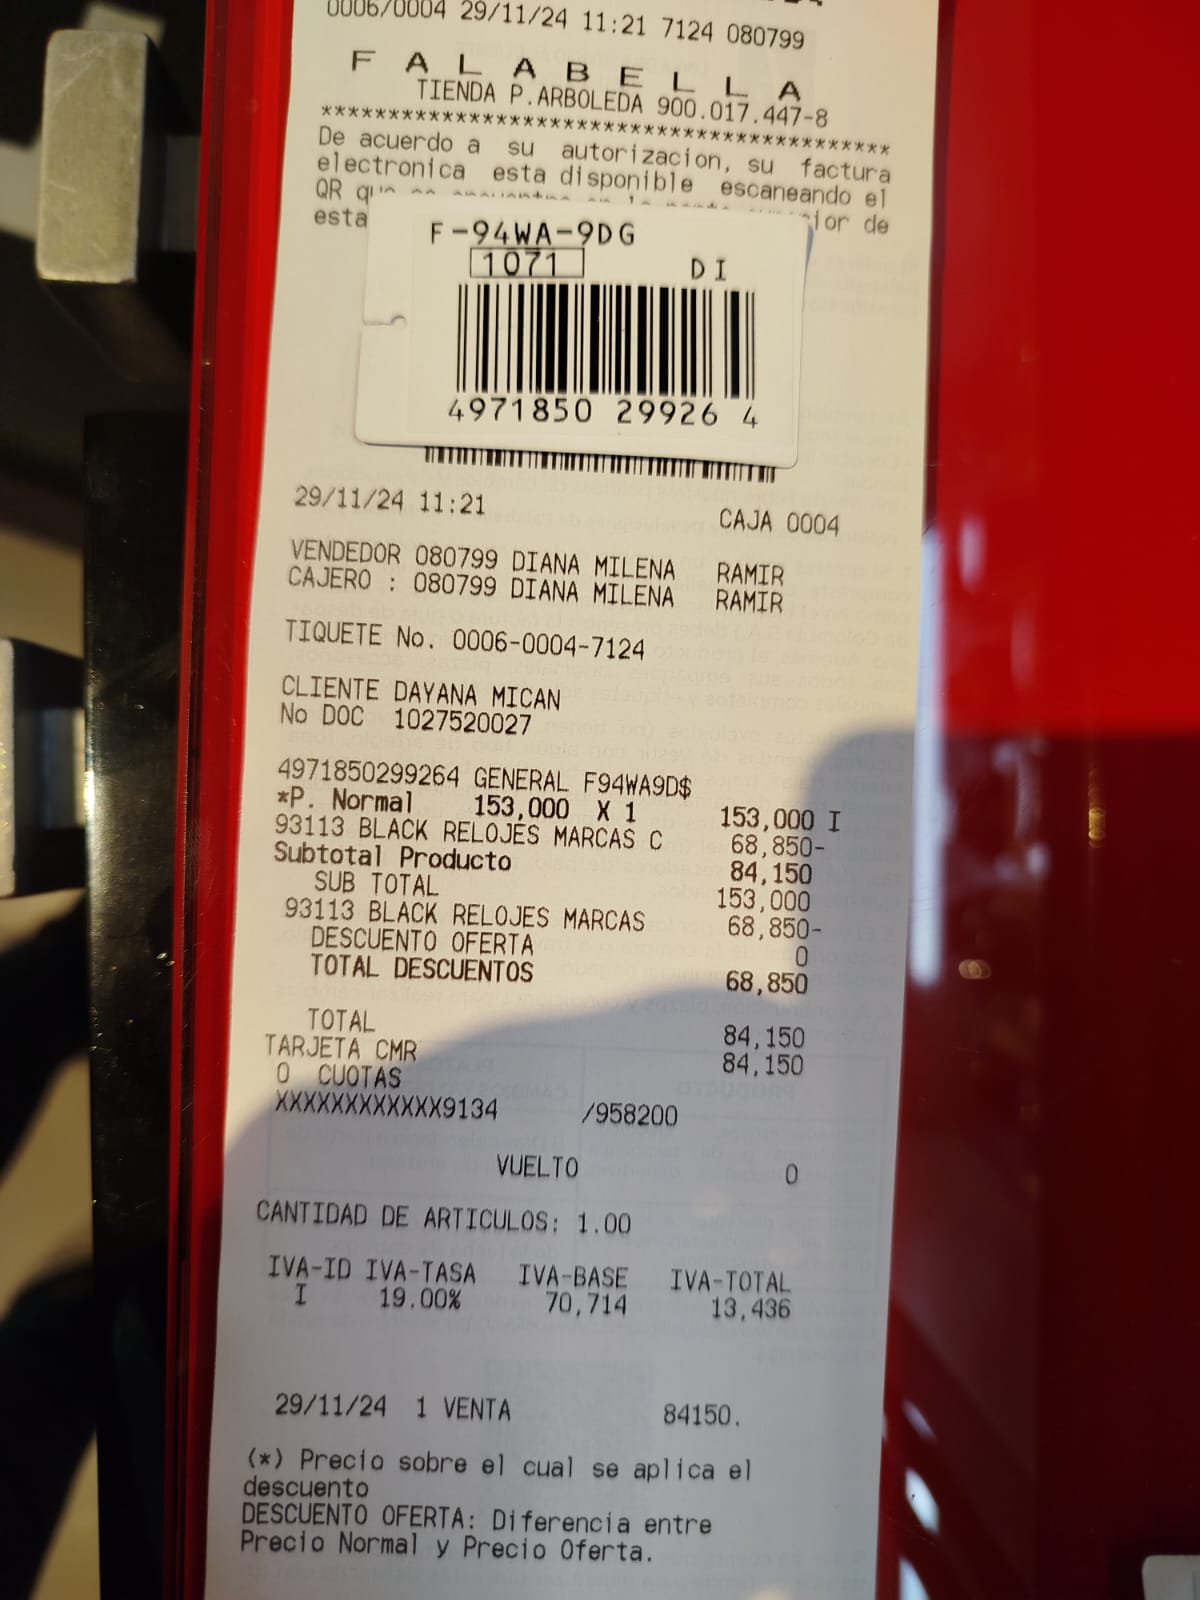 0006/0004 29/11/24 11:21 7124 080799
F A L A B E L L A
TIENDA P.ARBOLEDA 900.017.447-8
******************************************
De acuerdo a su autorizacion, su factura
electronica esta disponible escaneando el
QR de
esta
F-94WA-9DG
1071 DI
4971850 29926 4
29/11/24 11:21 CAJA 0004
VENDEDOR 080799 DIANA MILENA RAMIR
CAJERO : 080799 DIANA MILENA RAMIR
TIQUETE No. 0006-0004-7124
CLIENTE DAYANA MICAN
No DOC 1027520027
4971850299264 GENERAL F94WA9D$
*P. Normal 153,000 X 1 153,000 I
93113 BLACK RELOJES MARCAS C 68,850-
Subtotal Producto 84,150
SUB TOTAL 153,000
93113 BLACK RELOJES MARCAS 68,850-
DESCUENTO OFERTA 0
TOTAL DESCUENTOS 68,850
TOTAL 84,150
TARJETA CMR 84,150
0 CUOTAS
XXXXXXXXXXXX9134 /958200
VUELTO 0
CANTIDAD DE ARTICULOS: 1.00
IVA-ID IVA-TASA IVA-BASE IVA-TOTAL
I 19.00% 70,714 13,436
29/11/24 1 VENTA 84150.
(*) Precio sobre el cual se aplica el
descuento
DESCUENTO OFERTA: Diferencia entre
Precio Normal y Precio Oferta.